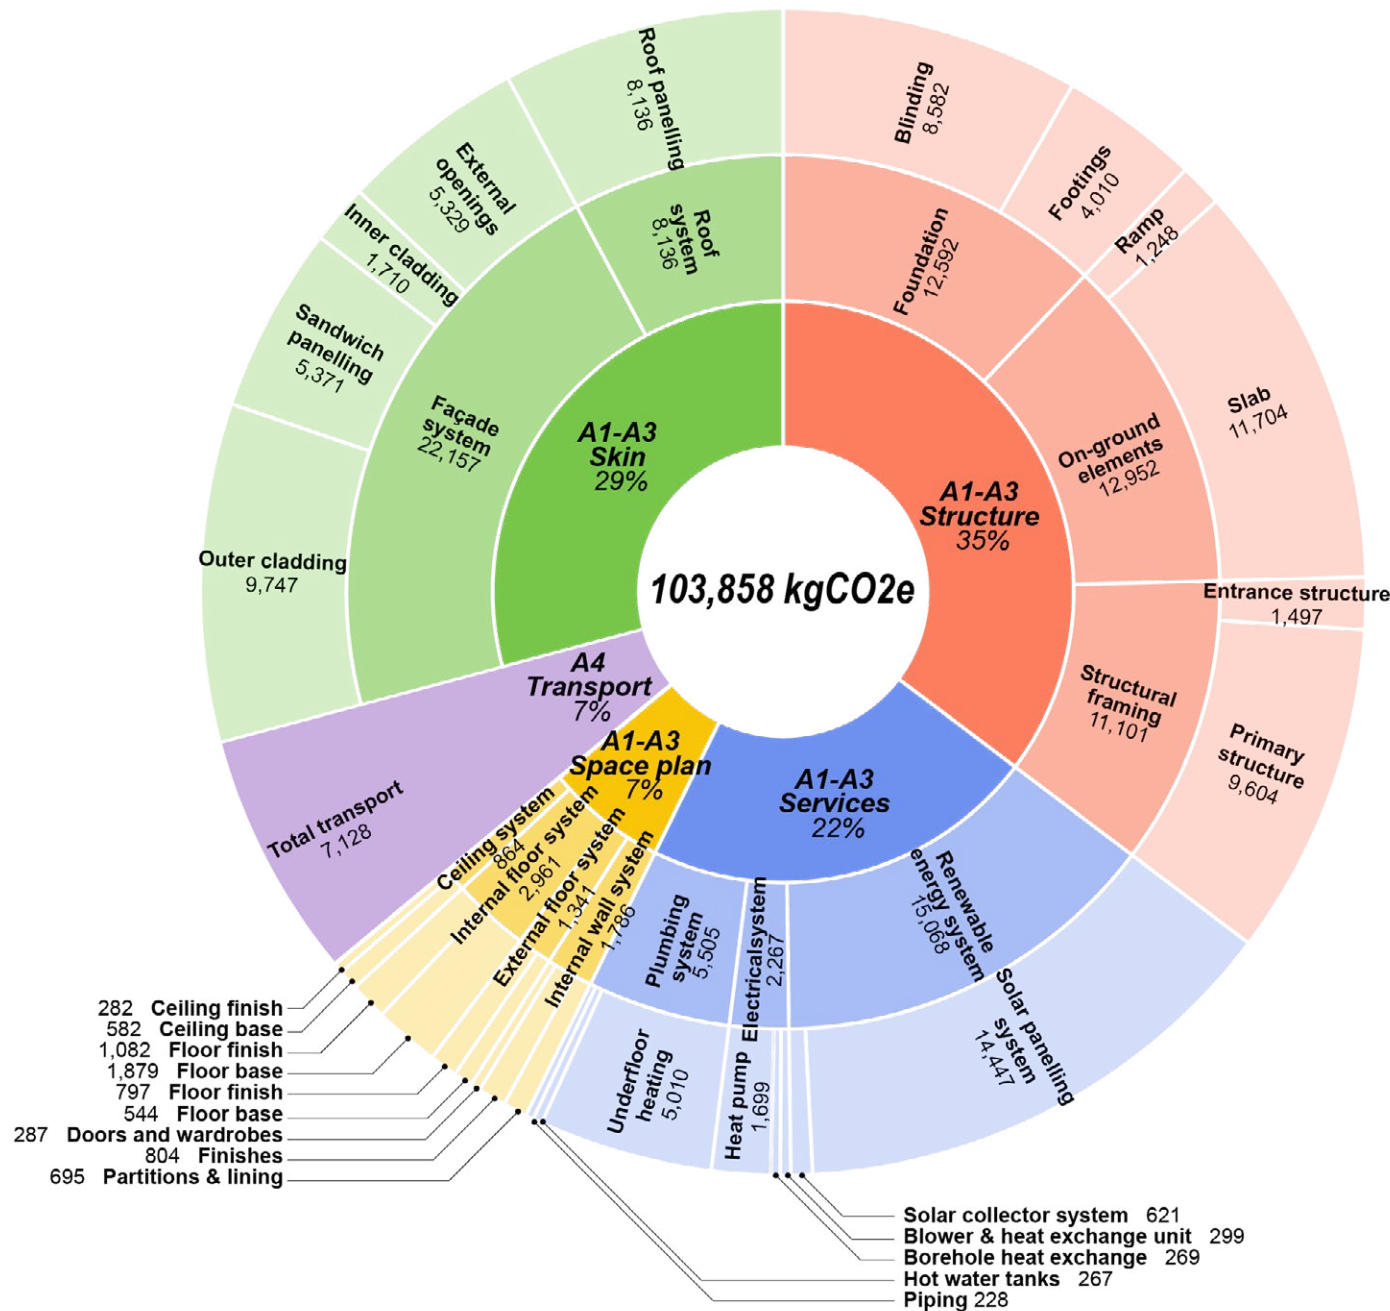 103,858 kgCO2e
A1-A3
Structure
35%
Foundation
12,592
Blinding
8,582
Footings
4,010
On-ground
elements
12,952
Ramp
1,248
Slab
11,704
Structural
framing
11,101
Entrance structure
1,497
Primary
structure
9,604
A1-A3
Services
22%
Renewable
energy system
15,068
Solar panelling
system
14,447
Solar collector system 621
Electricalsystem
2,267
Blower & heat exchange unit 299
Borehole heat exchange 269
Heat pump
1,699
Plumbing
system
5,505
Underfloor
heating
5,010
Hot water tanks 267
Piping 228
A1-A3
Space plan
7%
Internal wall system
1,786
External floor system
1,341
Internal floor system
2,961
Ceiling system
864
282 Ceiling finish
582 Ceiling base
1,082 Floor finish
1,879 Floor base
797 Floor finish
544 Floor base
287 Doors and wardrobes
804 Finishes
695 Partitions & lining
A4
Transport
7%
Total transport
7,128
A1-A3
Skin
29%
Façade
system
22,157
Outer cladding
9,747
Sandwich
panelling
5,371
Inner cladding
1,710
External
openings
5,329
Roof
system
8,136
Roof panelling
8,136